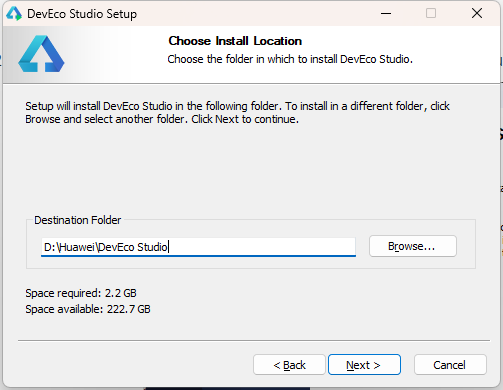 DevEco Studio Setup
Choose Install Location
Choose the folder in which to install DevEco Studio.
Setup will install DevEco Studio in the following folder. To install in a different folder, click
Browse and select another folder. Click Next to continue.
Destination Folder
D:\Huawei\DevEco Studio
Browse...
Space required: 2.2 GB
Space available: 222.7 GB
< Back
Next >
Cancel